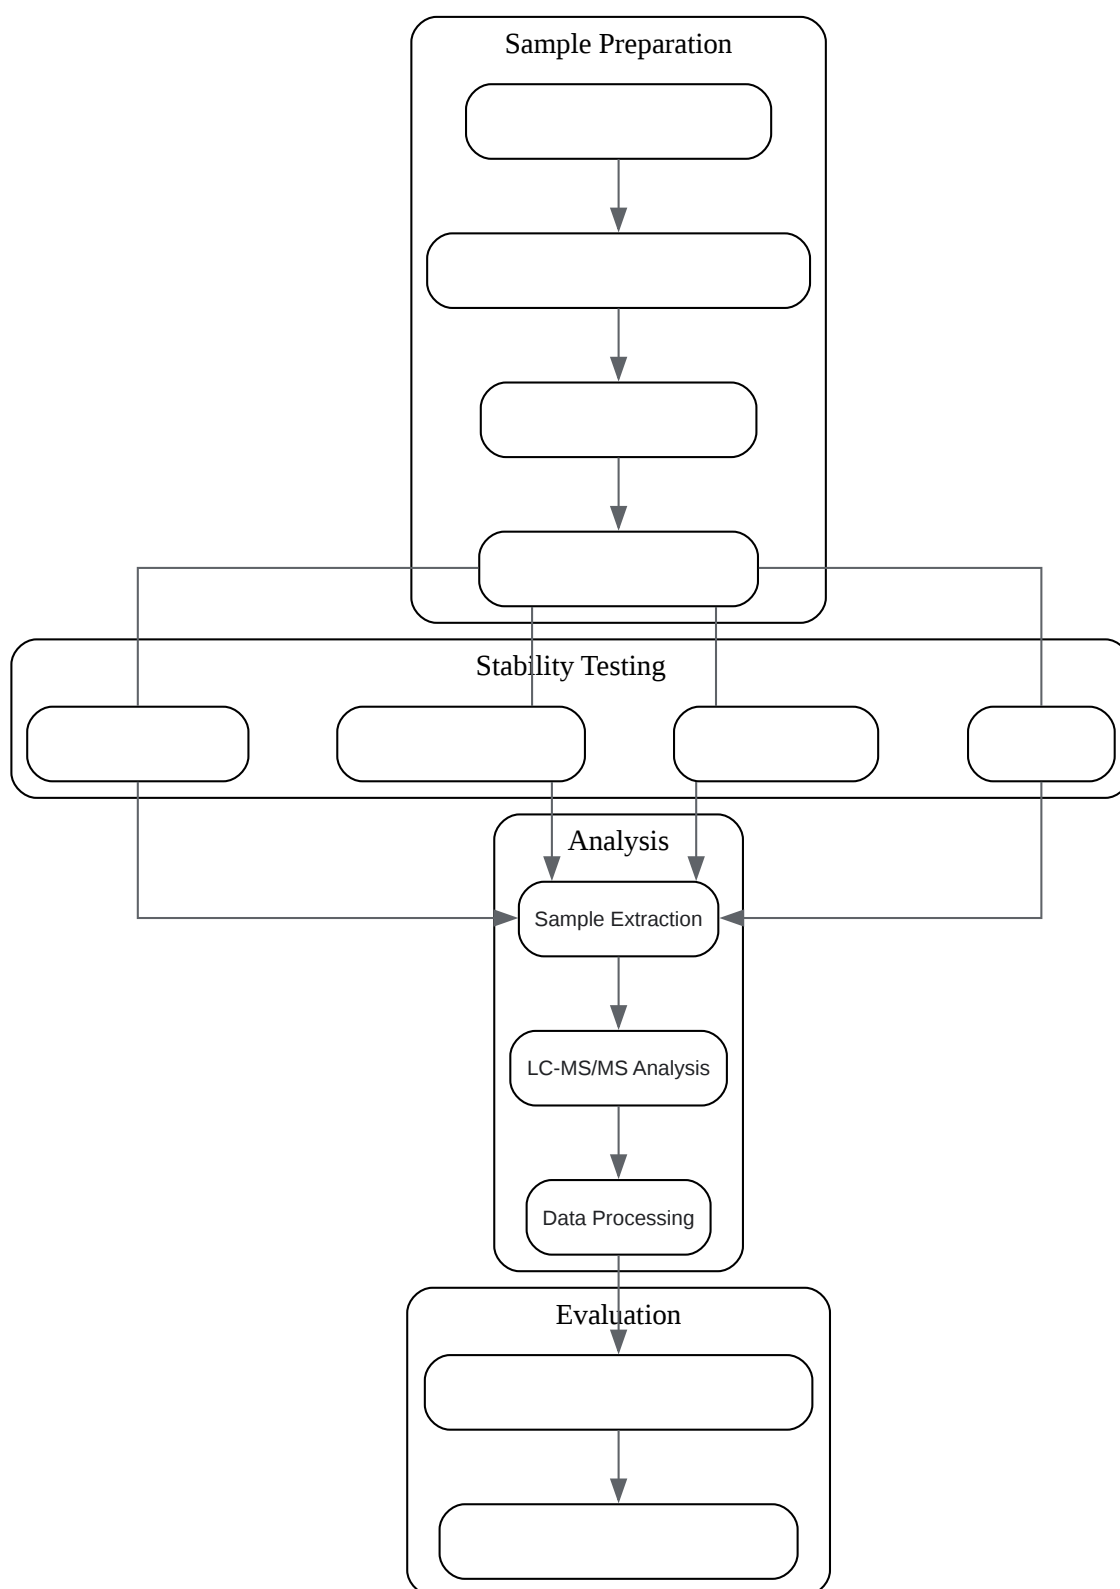 Sample Preparation
Stability Testing
Analysis
Sample Extraction
LC-MS/MS Analysis
Data Processing
Evaluation